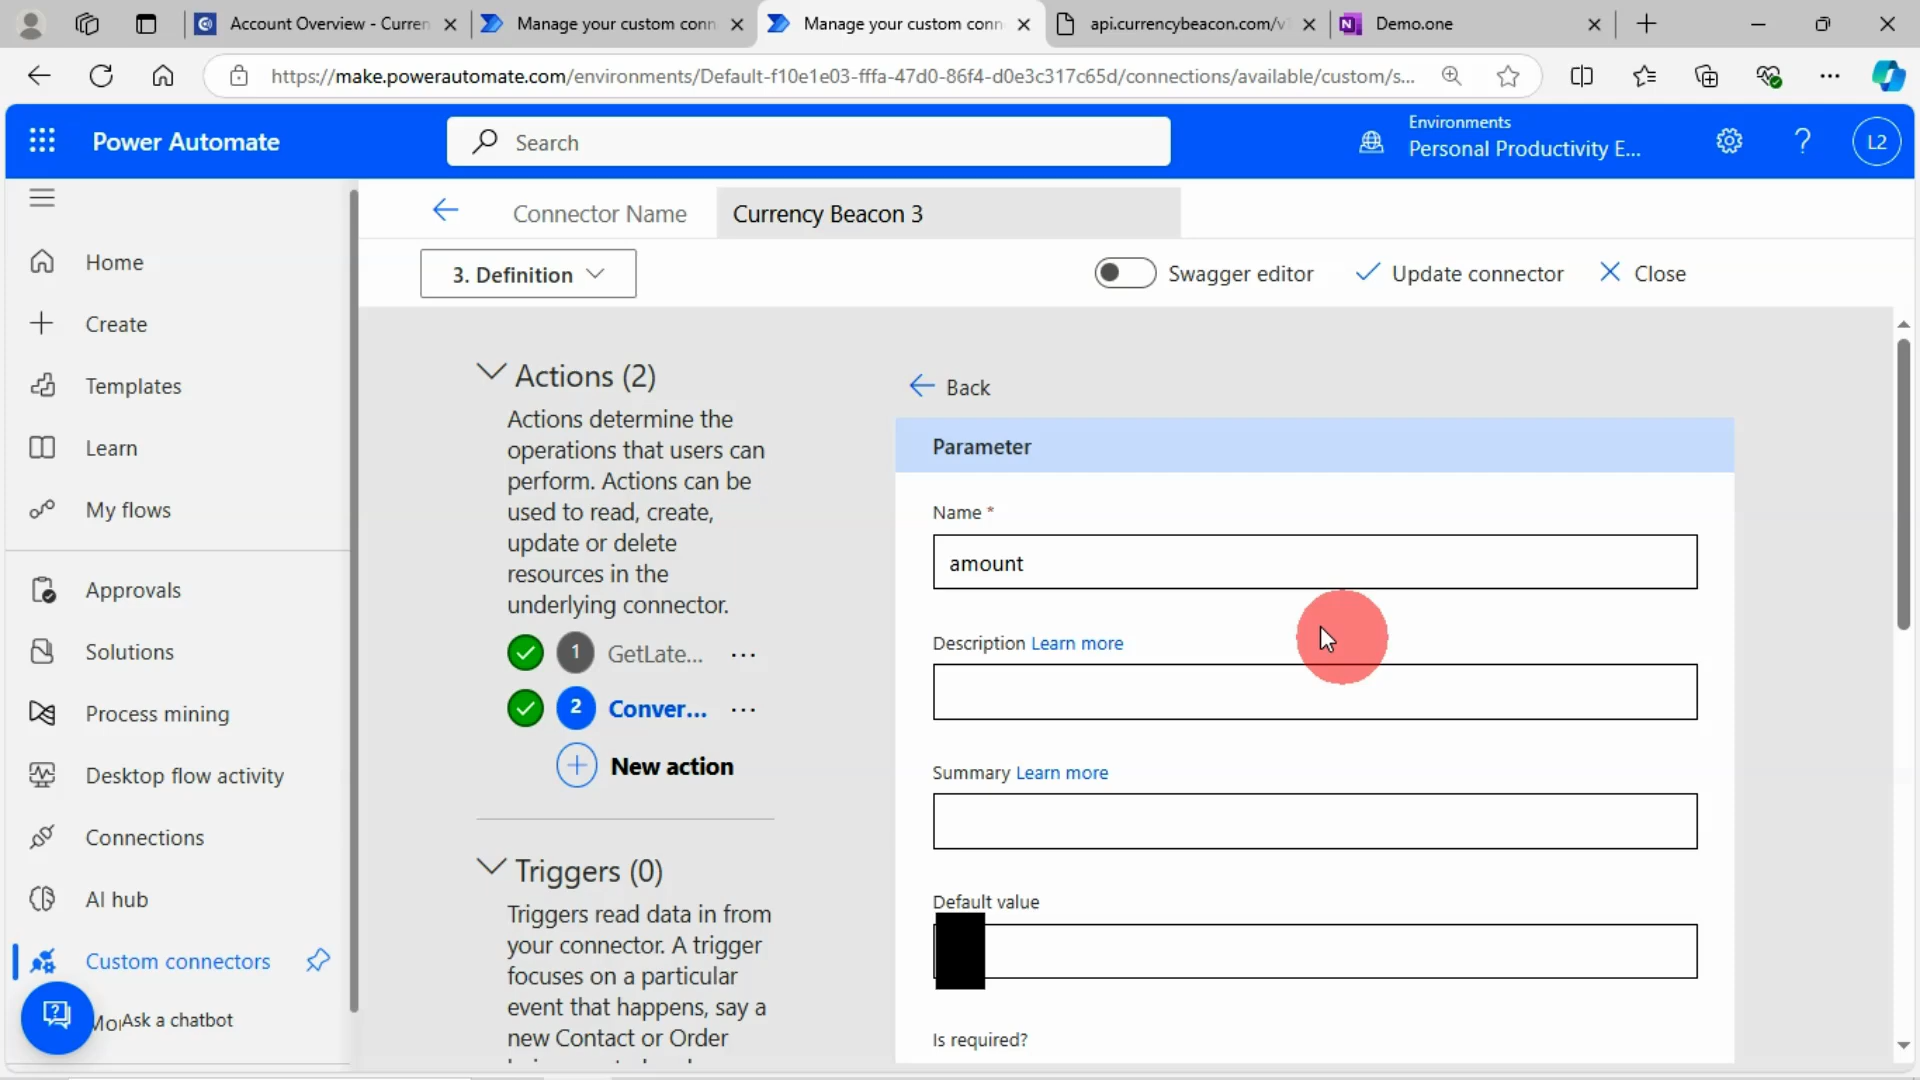 Account Overview - Curren
Manage your custom conn
Manage your custom conn
api.currencybeacon.com/v1
Demo.one
https://make.powerautomate.com/environments/Default-f10e1e03-fffa-47d0-86f4-d0e3c317c65d/connections/available/custom/s...
Power Automate
Search
Environments
Personal Productivity E...
L2
Connector Name
Currency Beacon 3
3. Definition
Swagger editor
Update connector
Close
Home
Create
Templates
Learn
My flows
Approvals
Solutions
Process mining
Desktop flow activity
Connections
AI hub
Custom connectors
Ask a chatbot
Actions (2)
Actions determine the
operations that users can
perform. Actions can be
used to read, create,
update or delete
resources in the
underlying connector.
1 GetLate... ...
2 Conver... ...
New action
Triggers (0)
Triggers read data in from
your connector. A trigger
focuses on a particular
event that happens, say a
new Contact or Order
Back
Parameter
Name *
amount
Description Learn more
Summary Learn more
Default value
Is required?